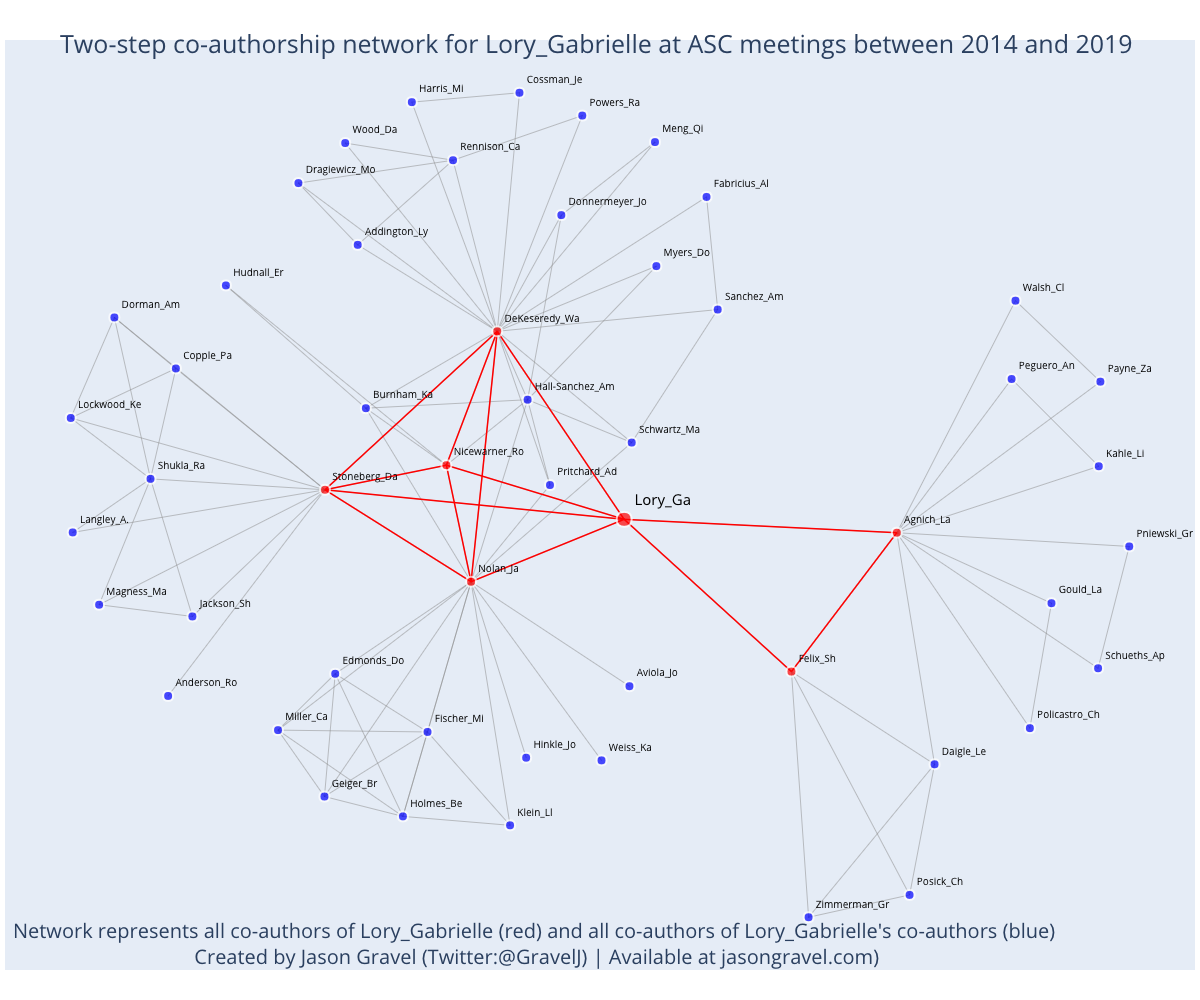 Two-step co-authorship network for Lory_Gabrielle at ASC meetings between 2014 and 2019
Cossman_Je
Harris_Mi
Powers_Ra
Wood_Da
Meng_Qi
Rennison_Ca
Dragiewicz_Mo
Fabricius_Al
Donnermeyer_Jo
Addington_Ly
Myers_Do
Hudnall_Er
Walsh_Cl
Sanchez_Am
Dorman_Am
DeKeseredy_Wa
Copple_Pa
Peguero_An
Payne_Za
Hall-Sanchez_Am
Burnham_Ka
Lockwood_Ke
Schwartz_Ma
Nicewarner_Ro
Kahle_Li
Shukla_Ra
Pritchard_Ad
Stoneberg_Da
Lory_Ga
Langley_A.
Agnich_La
Pniewski_Gr
Nolan_Ja
Magness_Ma
Gould_La
Jackson_Sh
Schueths_Ap
Felix_Sh
Edmonds_Do
Aviola_Jo
Anderson_Ro
Policastro_Ch
Miller_Ca
Fischer_Mi
Hinkle_Jo
Weiss_Ka
Daigle_Le
Geiger_Br
Holmes_Be
Klein_Ll
Posick_Ch
Zimmerman_Gr
Network represents all co-authors of Lory_Gabrielle (red) and all co-authors of Lory_Gabrielle's co-authors (blue)
Created by Jason Gravel (Twitter:@GravelJ) | Available at jasongravel.com)